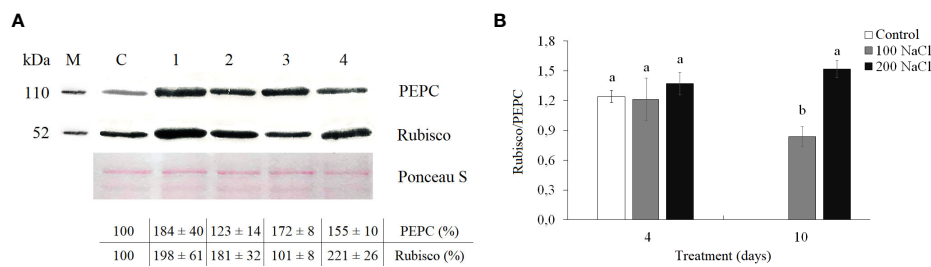 A
kDa M C 1 2 3 4
110 PEPC
52 Rubisco
Ponceau S
100 184 ± 40 123 ± 14 172 ± 8 155 ± 10 PEPC (%)
100 198 ± 61 181 ± 32 101 ± 8 221 ± 26 Rubisco (%)
B
Rubisco/PEPC
1,8
1,5
1,2
0,9
0,6
0,3
0,0
a a a
b a
Control
100 NaCl
200 NaCl
4 10
Treatment (days)